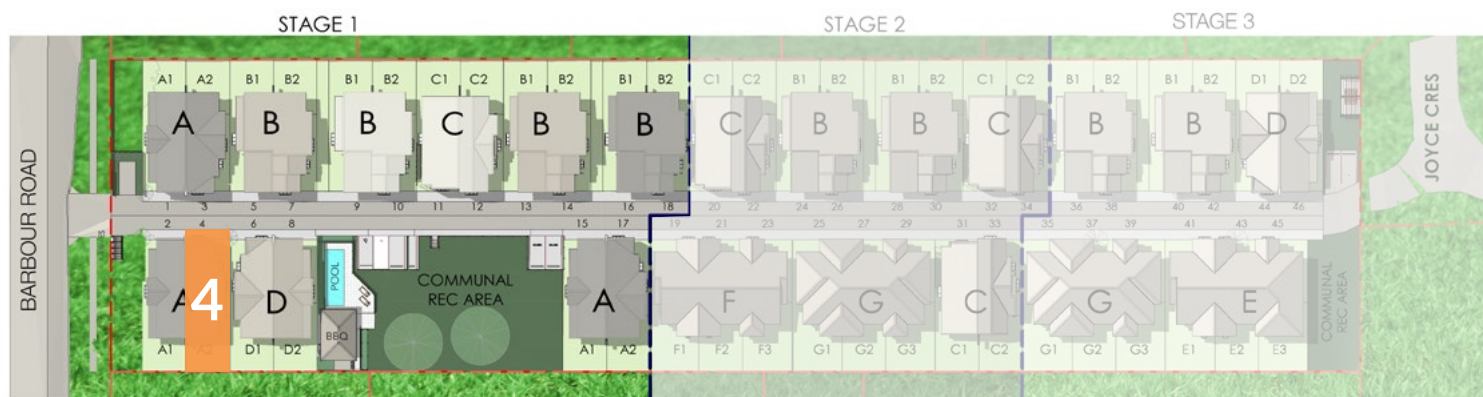 STAGE 1
STAGE 2
STAGE 3
A1 A2 B1 B2 B1 B2 C1 C2 B1 B2 B1 B2 C1 C2 B1 B2 B1 B2 C1 C2 B1 B2 B1 B2 D1 D2
A B B C B B C B B C B B D
BARBOUR ROAD
JOYCE CRES
1 3 5 7 9 10 11 12 13 14 16 18 20 22 24 26 28 30 32 34 36 38 40 42 44 46
2 4 6 8 15 17 19 21 23 25 27 29 31 33 35 37 39 41 43 45
A 4 D
POOL
BBQ
COMMUNAL
REC AREA
A F G C G E
COMMUNAL
REC AREA
A1 A2 D1 D2 A1 A2 F1 F2 F3 G1 G2 G3 C1 C2 G1 G2 G3 E1 E2 E3